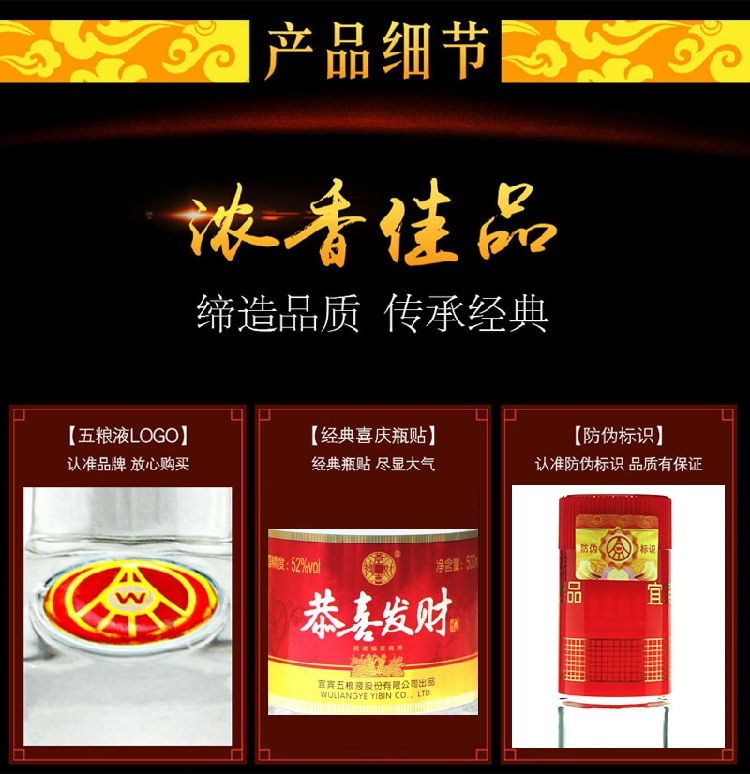 产品细节
浓香佳品
缔造品质 传承经典
【五粮液LOGO】
认准品牌 放心购买
W
【经典喜庆瓶贴】
经典瓶贴 尽显大气
52%vol
净含量:500
恭喜发财
宜宾五粮液股份有限公司出品
WULIANGYE YIBIN CO., LTD.
【防伪标识】
认准防伪标识 品质有保证
防伪 标识
品 宜